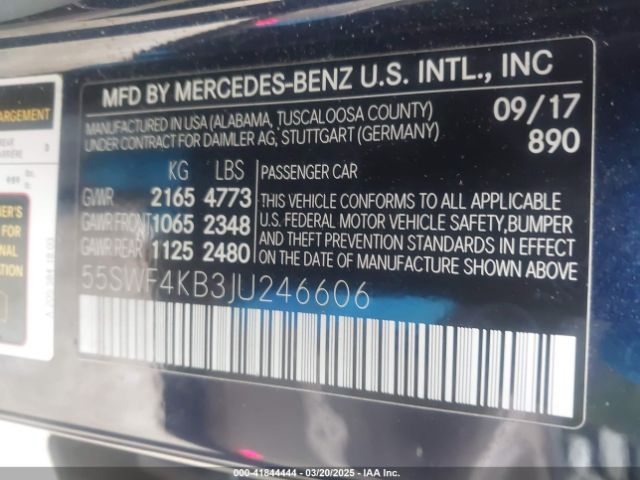 MFD BY MERCEDES-BENZ U.S. INTL., INC
MANUFACTURED IN USA (ALABAMA, TUSCALOOSA COUNTY)
UNDER CONTRACT FOR DAIMLER AG, STUTTGART (GERMANY)
09/17
890
KG LBS
GVWR 2165 4773
GAWR FRONT 1065 2348
GAWR REAR 1125 2480
PASSENGER CAR
THIS VEHICLE CONFORMS TO ALL APPLICABLE
U.S. FEDERAL MOTOR VEHICLE SAFETY, BUMPER
AND THEFT PREVENTION STANDARDS IN EFFECT
ON THE DATE OF MANUFACTURE SHOWN ABOVE.
55SWF4KB3JU246606
000-41844444 - 03/20/2025 - IAA Inc.